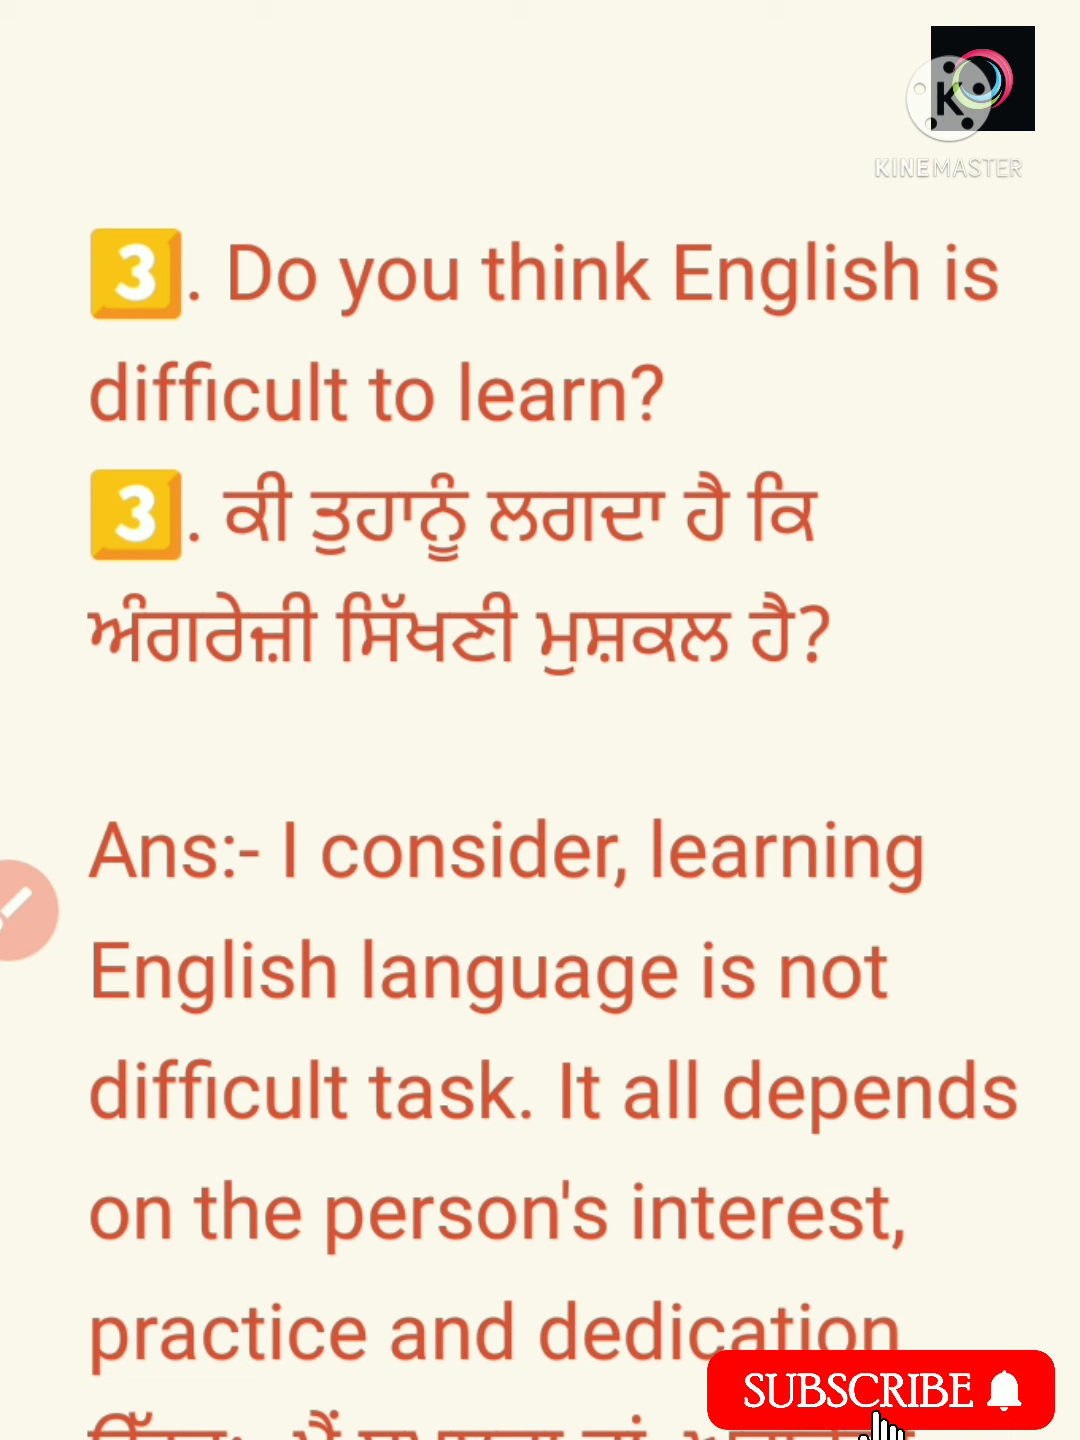 K
KINEMASTER
3. Do you think English is
difficult to learn?
3. ਕੀ ਤੁਹਾਨੂੰ ਲਗਦਾ ਹੈ ਕਿ
ਅੰਗਰੇਜ਼ੀ ਸਿੱਖਣੀ ਮੁਸ਼ਕਲ ਹੈ?
Ans:- I consider, learning
English language is not
difficult task. It all depends
on the person's interest,
practice and dedication
SUBSCRIBE